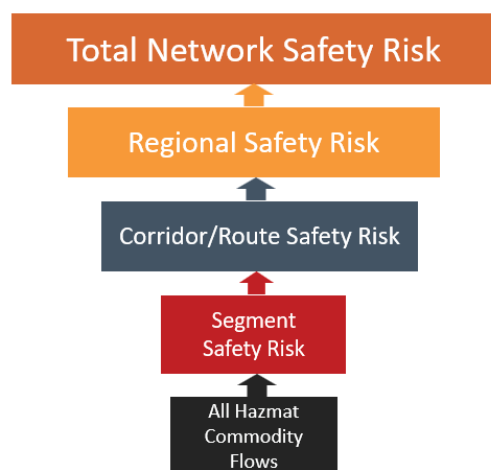 Total Network Safety Risk
Regional Safety Risk
Corridor/Route Safety Risk
Segment
Safety Risk
All Hazmat
Commodity
Flows